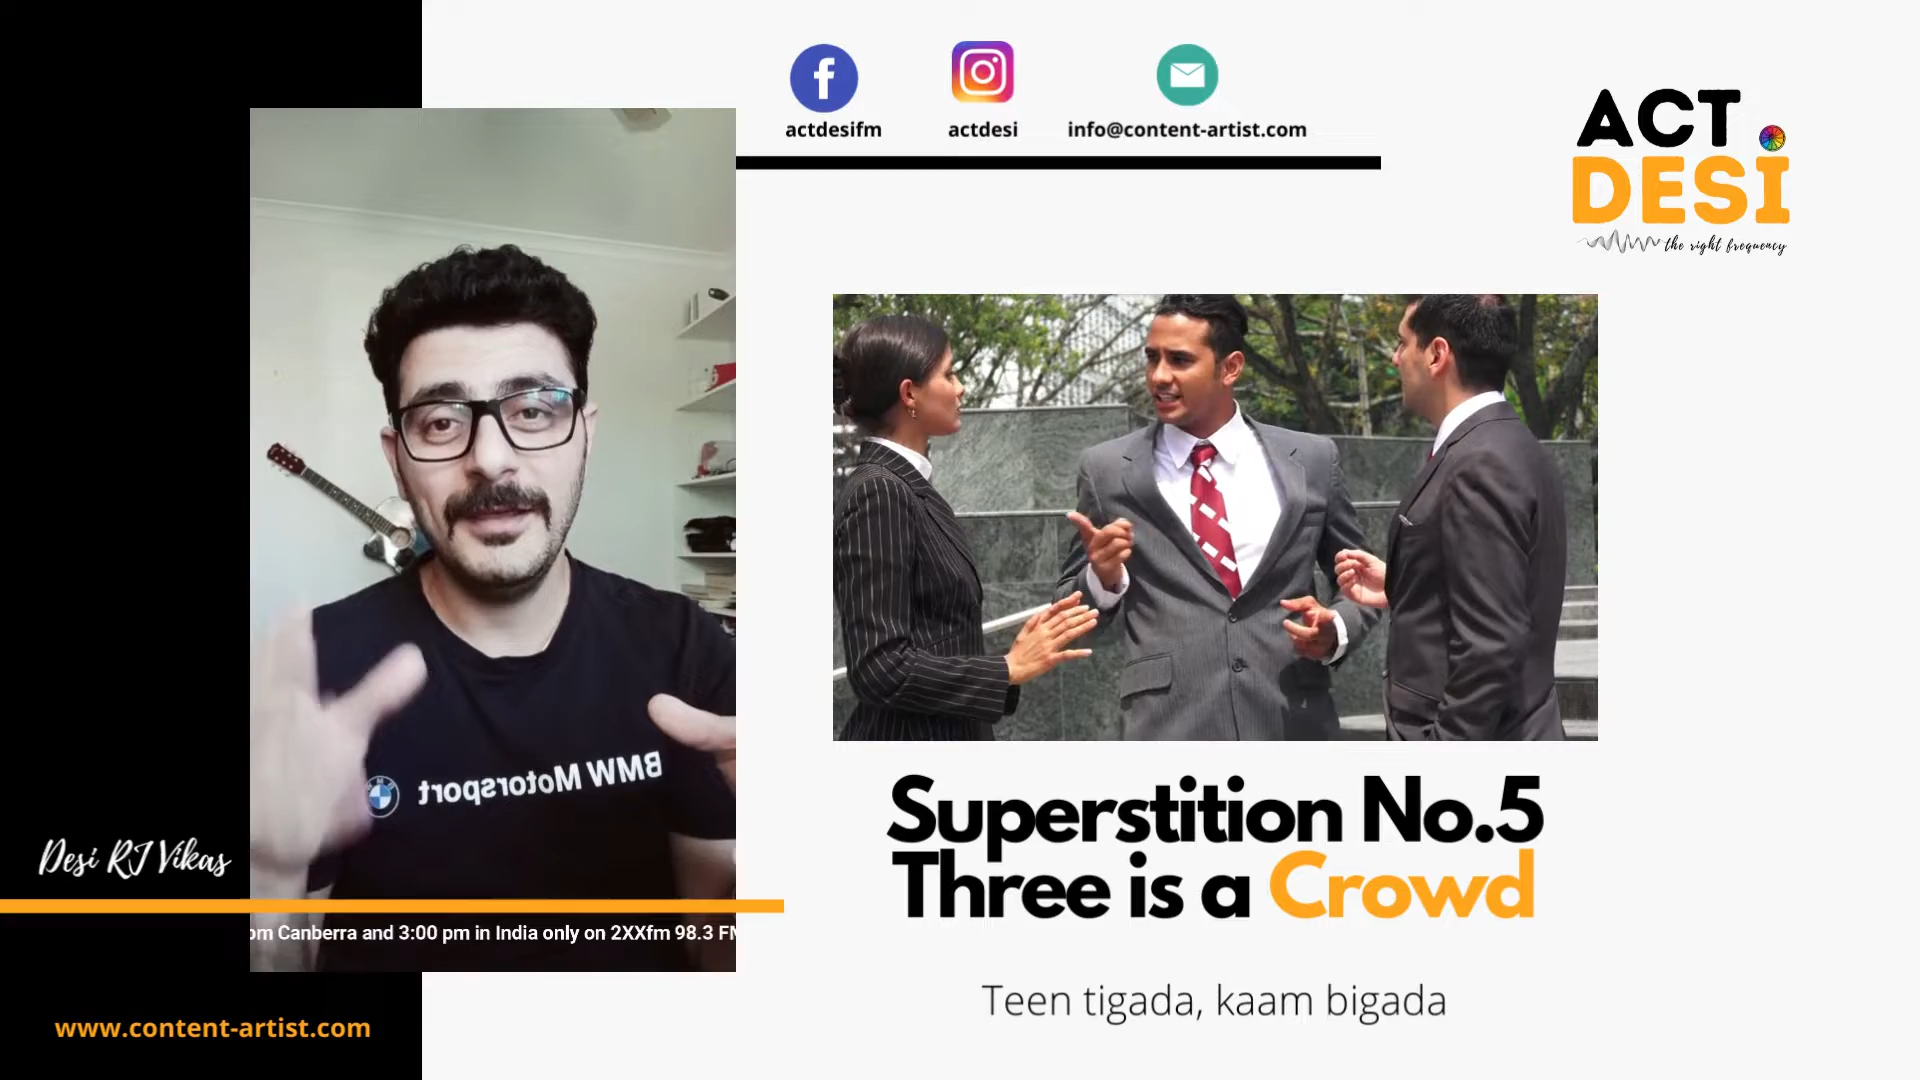 actdesifm
actdesi
info@content-artist.com
ACT
DESI
the right frequency
BMW Motorsport
Desi RJ Vikas
om Canberra and 3:00 pm in India only on 2XXfm 98.3 FM
www.content-artist.com
Superstition No.5
Three is a Crowd
Teen tigada, kaam bigada